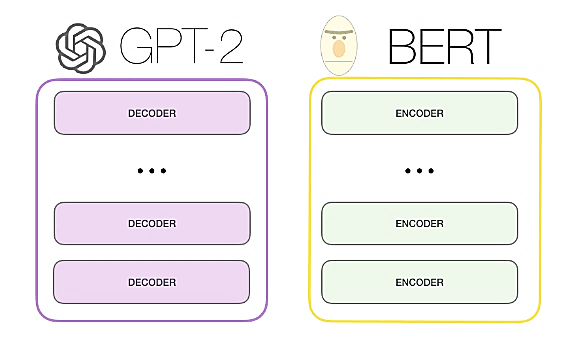 GPT-2
DECODER
...
DECODER
DECODER
BERT
ENCODER
...
ENCODER
ENCODER